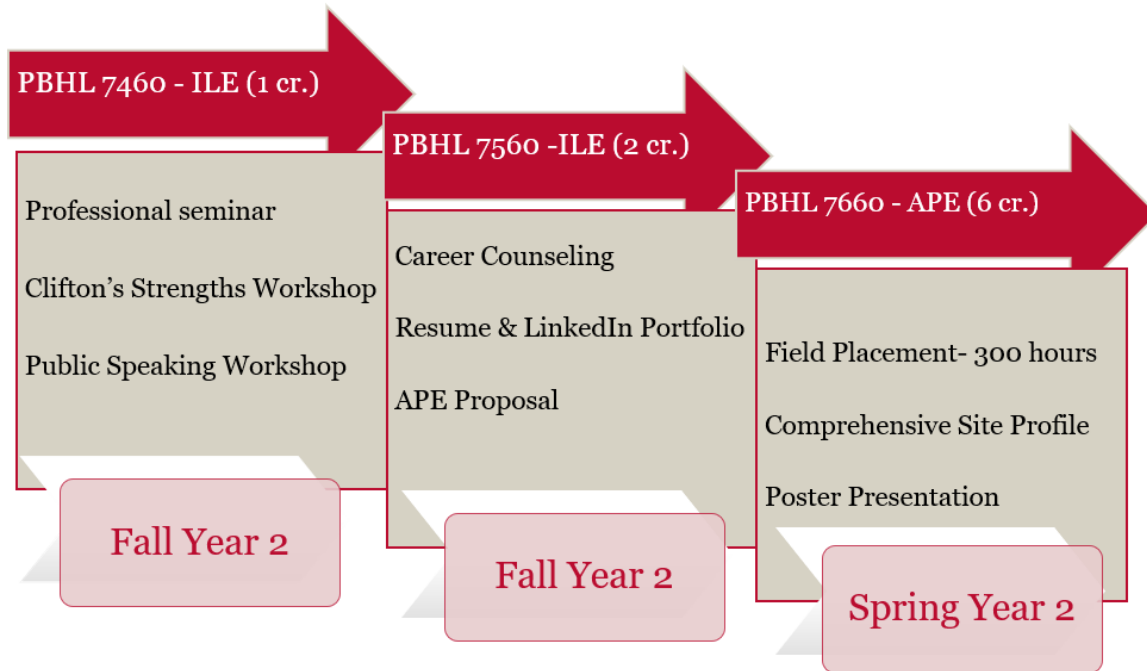 PBHL 7460 - ILE (1 cr.)
Professional seminar
Clifton’s Strengths Workshop
Public Speaking Workshop
Fall Year 2
PBHL 7560 -ILE (2 cr.)
Career Counseling
Resume & LinkedIn Portfolio
APE Proposal
Fall Year 2
PBHL 7660 - APE (6 cr.)
Field Placement- 300 hours
Comprehensive Site Profile
Poster Presentation
Spring Year 2